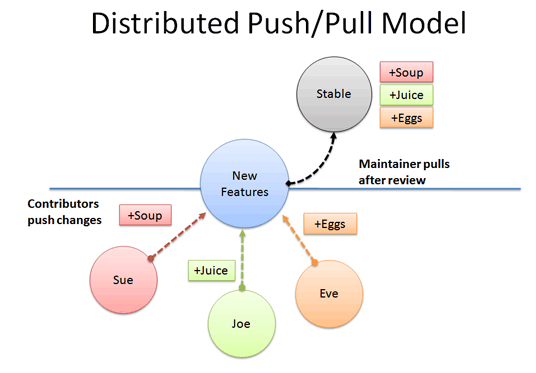 Distributed Push/Pull Model
Stable
+Soup
+Juice
+Eggs
New
Features
Maintainer pulls
after review
Contributors
push changes
+Soup
+Eggs
+Juice
Sue
Eve
Joe